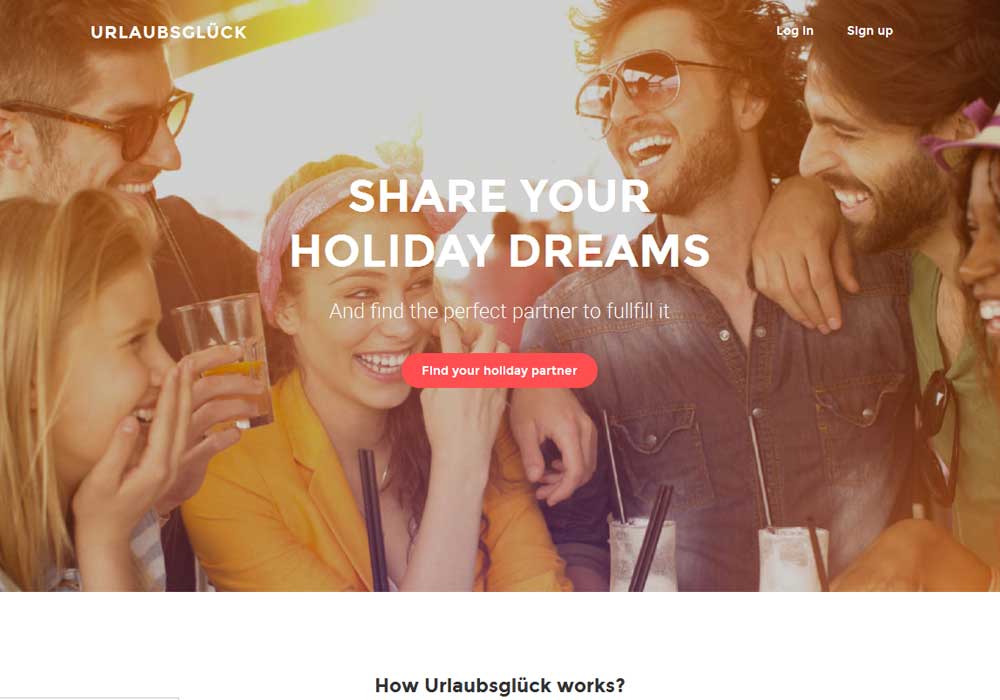 URLAUBSGLÜCK
Log in Sign up
SHARE YOUR
HOLIDAY DREAMS
And find the perfect partner to fullfill it
Find your holiday partner
How Urlaubsglück works?